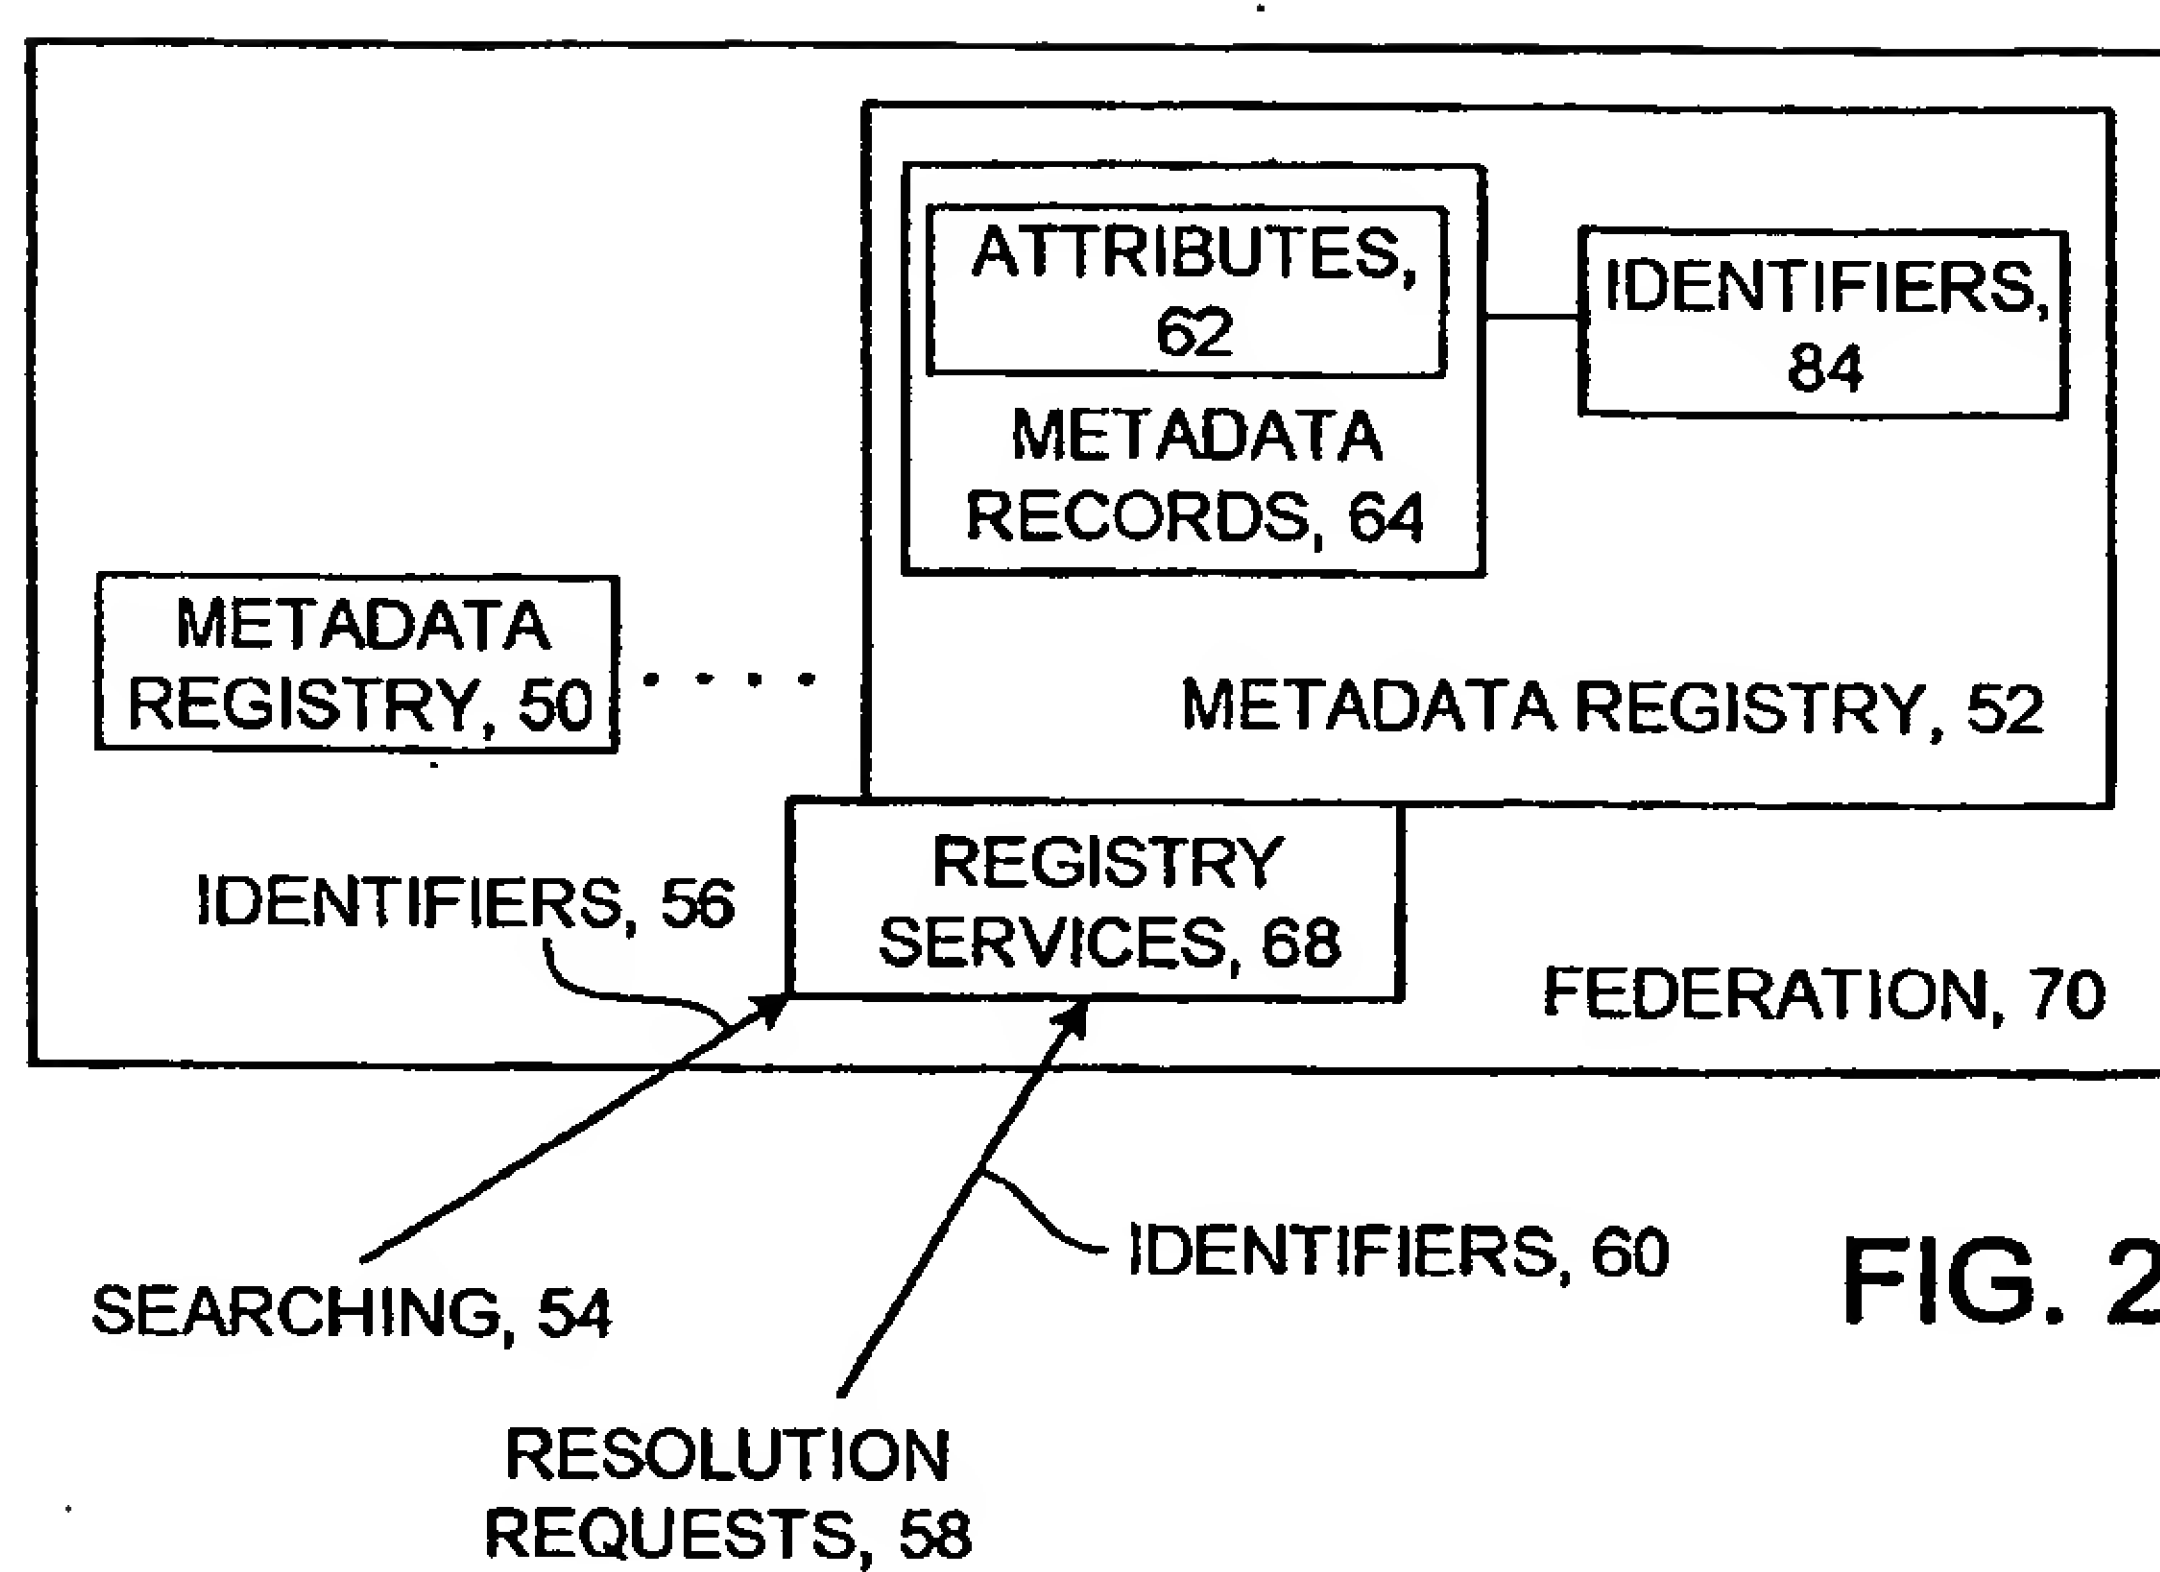 ATTRIBUTES,
62
METADATA
RECORDS, 64
IDENTIFIERS,
84
METADATA
REGISTRY, 50
METADATA REGISTRY, 52
REGISTRY
SERVICES, 68
IDENTIFIERS, 56
FEDERATION, 70
SEARCHING, 54
IDENTIFIERS, 60
RESOLUTION
REQUESTS, 58
FIG. 2